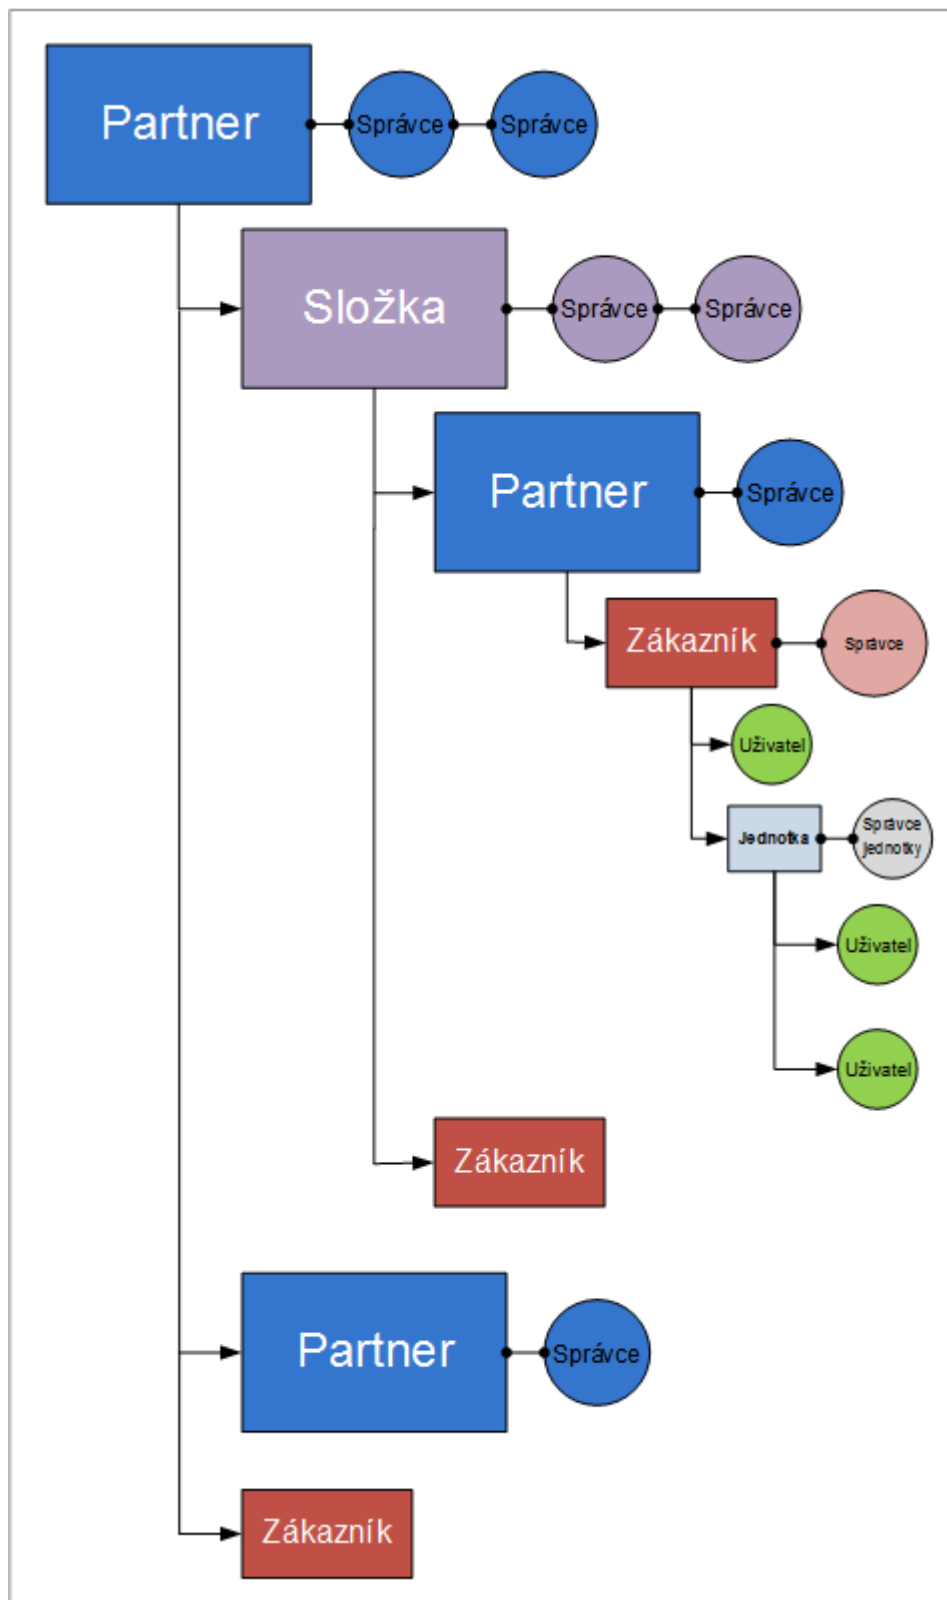 Partner
Správce
Správce
Složka
Správce
Správce
Partner
Správce
Zákazník
Správce
Uživatel
Jednotka
Správce
jednotky
Uživatel
Uživatel
Zákazník
Partner
Správce
Zákazník